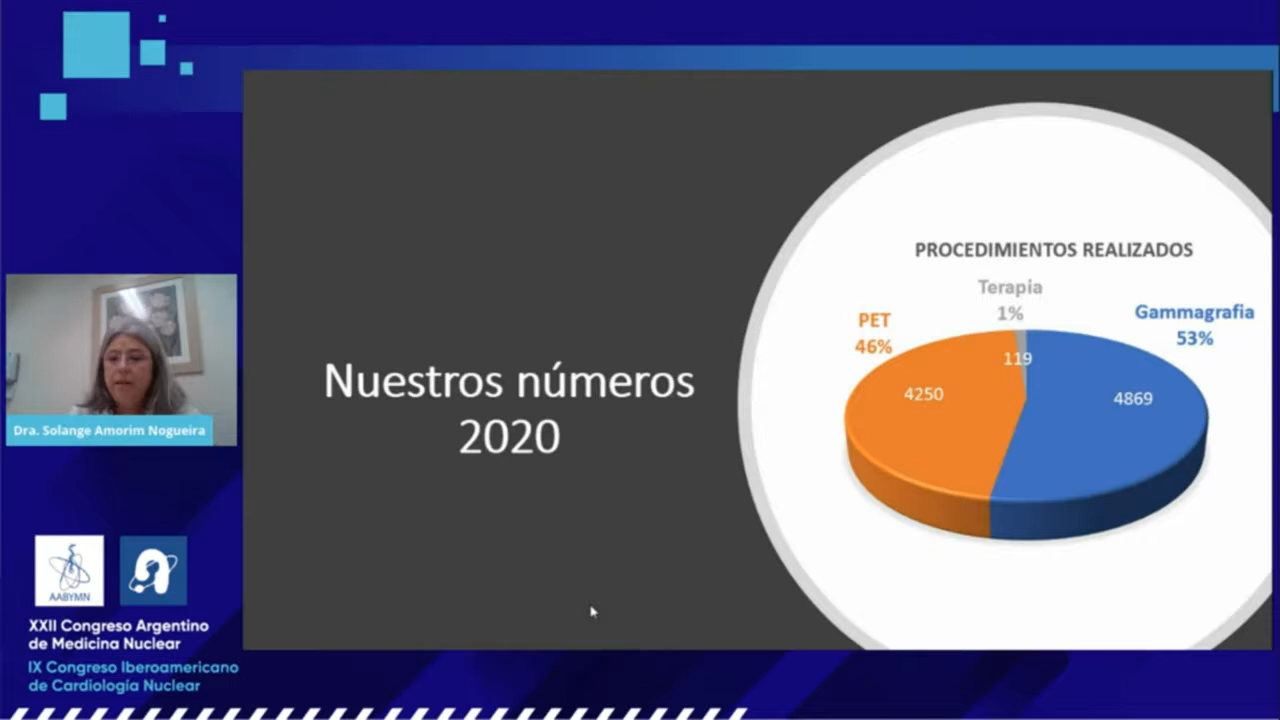 PROCEDIMIENTOS REALIZADOS
Terapia
1%
PET
46%
Gammagrafia
53%
119
4250
4869
Nuestros números
2020
Dra. Solange Amorim Nogueira
AABYMN
XXII Congreso Argentino
de Medicina Nuclear
IX Congreso Iberoamericano
de Cardiología Nuclear